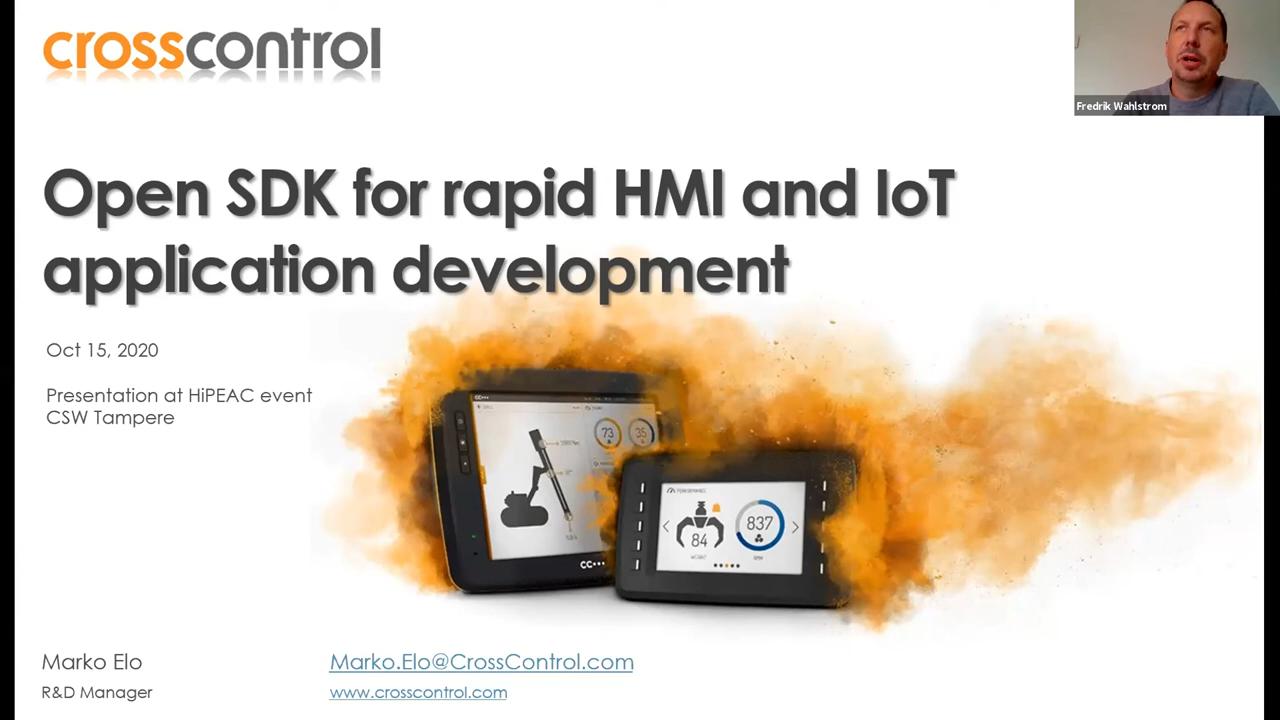 crosscontrol
Fredrik Wahlstrom
Open SDK for rapid HMI and IoT
application development
Oct 15, 2020
Presentation at HiPEAC event
CSW Tampere
73
35
84
837
CC
Marko Elo
Marko.Elo@CrossControl.com
R&D Manager
www.crosscontrol.com